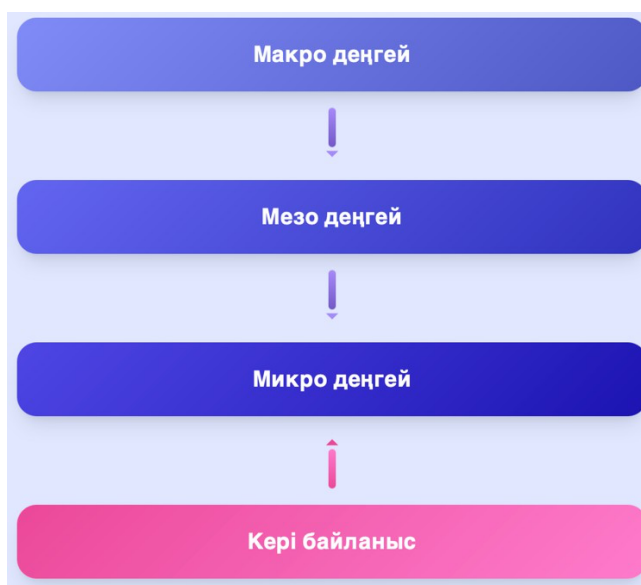 Макро деңгей
Мезо деңгей
Микро деңгей
Кері байланыс